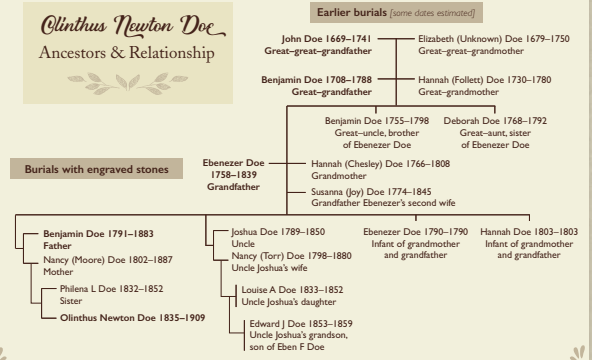 Olinthus Newton Doe
Ancestors & Relationship
Earlier burials [some dates estimated]
John Doe 1669–1741
Great–great–grandfather
Elizabeth (Unknown) Doe 1679–1750
Great–great–grandmother
Benjamin Doe 1708–1788
Great–grandfather
Hannah (Follett) Doe 1730–1780
Great–grandmother
Benjamin Doe 1755–1798
Great–uncle, brother
of Ebenezer Doe
Deborah Doe 1768–1792
Great–aunt, sister
of Ebenezer Doe
Burials with engraved stones
Ebenezer Doe
1758–1839
Grandfather
Hannah (Chesley) Doe 1766–1808
Grandmother
Susanna (Joy) Doe 1774–1845
Grandfather Ebenezer's second wife
Benjamin Doe 1791–1883
Father
Nancy (Moore) Doe 1802–1887
Mother
Philena L Doe 1832–1852
Sister
Olinthus Newton Doe 1835–1909
Joshua Doe 1789–1850
Uncle
Nancy (Torr) Doe 1798–1880
Uncle Joshua's wife
Louise A Doe 1833–1852
Uncle Joshua's daughter
Edward J Doe 1853–1859
Uncle Joshua's grandson,
son of Eben F Doe
Ebenezer Doe 1790–1790
Infant of grandmother
and grandfather
Hannah Doe 1803–1803
Infant of grandmother
and grandfather